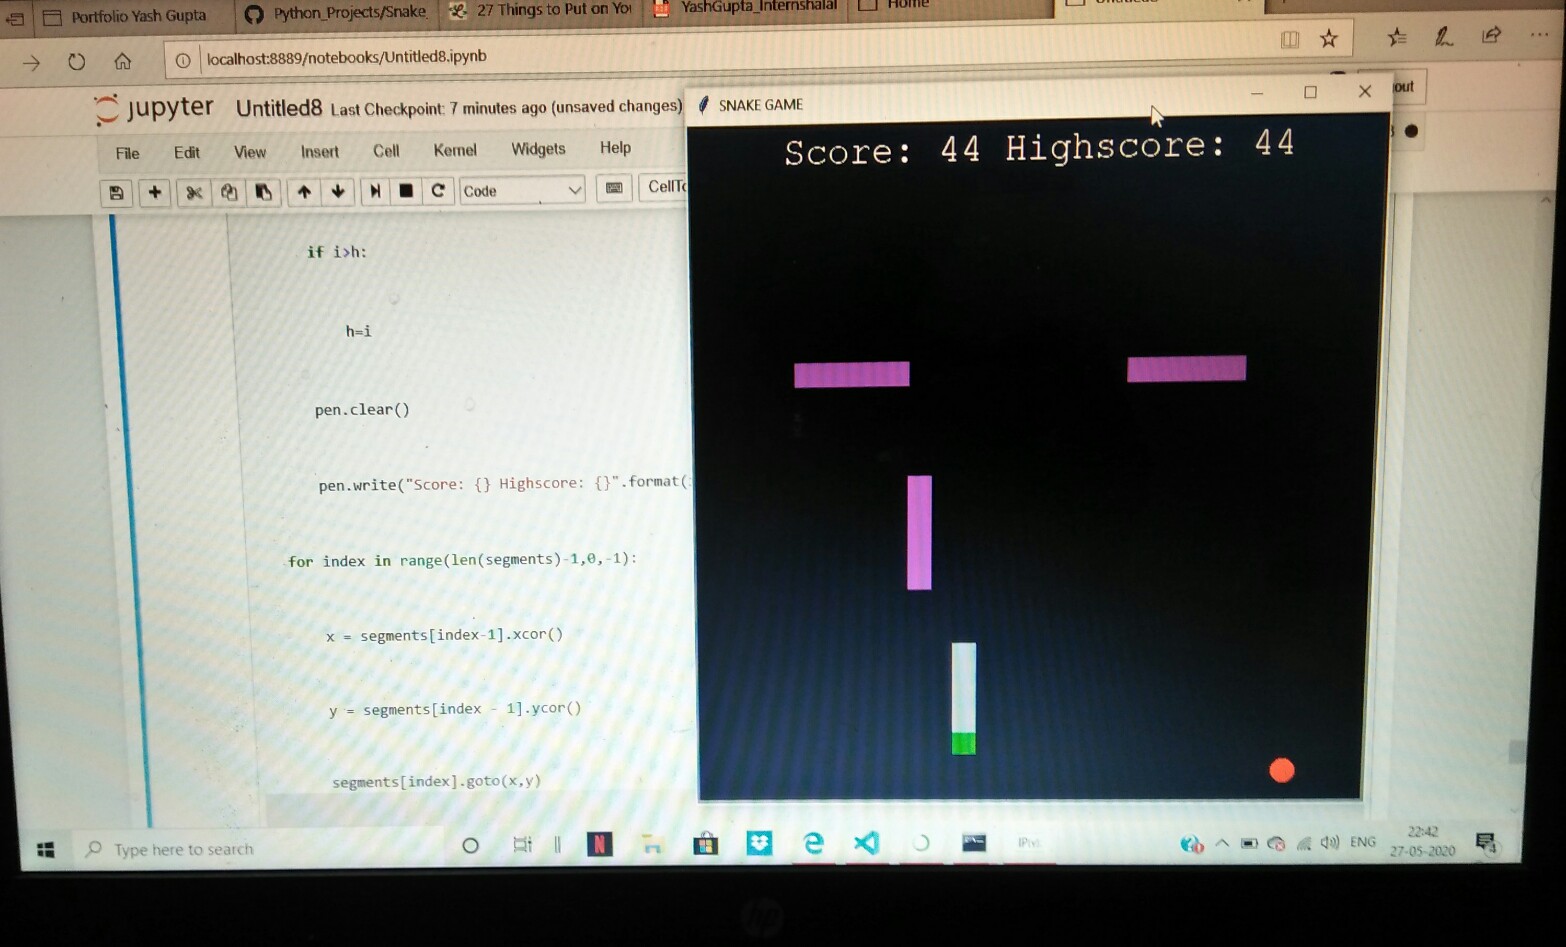 Portfolio Yash Gupta
Python_Projects/Snake
27 Things to Put on You
YashGupta_Internshalal
Home
localhost:8889/notebooks/Untitled8.ipynb
jupyter Untitled8 Last Checkpoint: 7 minutes ago (unsaved changes)
out
File Edit View Insert Cell Kernel Widgets Help
Code
CellTo
if i>h:
h=i
pen.clear()
pen.write("Score: {} Highscore: {}".format(
for index in range(len(segments)-1,0,-1):
x = segments[index-1].xcor()
y = segments[index - 1].ycor()
segments[index].goto(x,y)
SNAKE GAME
Score: 44 Highscore: 44
Type here to search
N
ENG
22:42
27-05-2020
hp